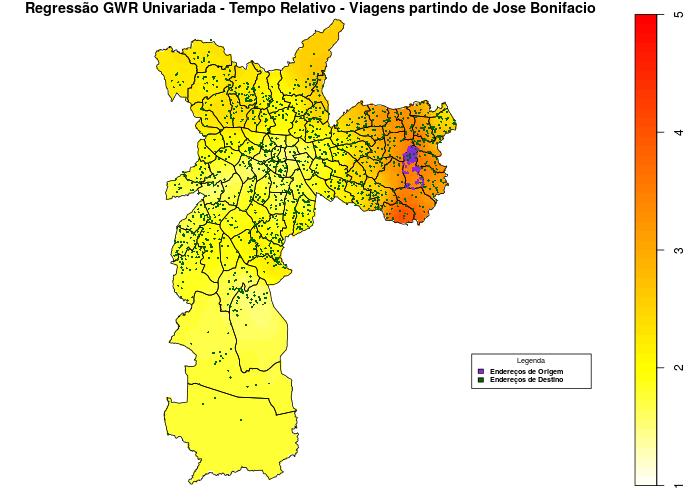 Regressão GWR Univariada - Tempo Relativo - Viagens partindo de Jose Bonifacio
5
4
3
2
1
Legenda
Endereços de Origem
Endereços de Destino